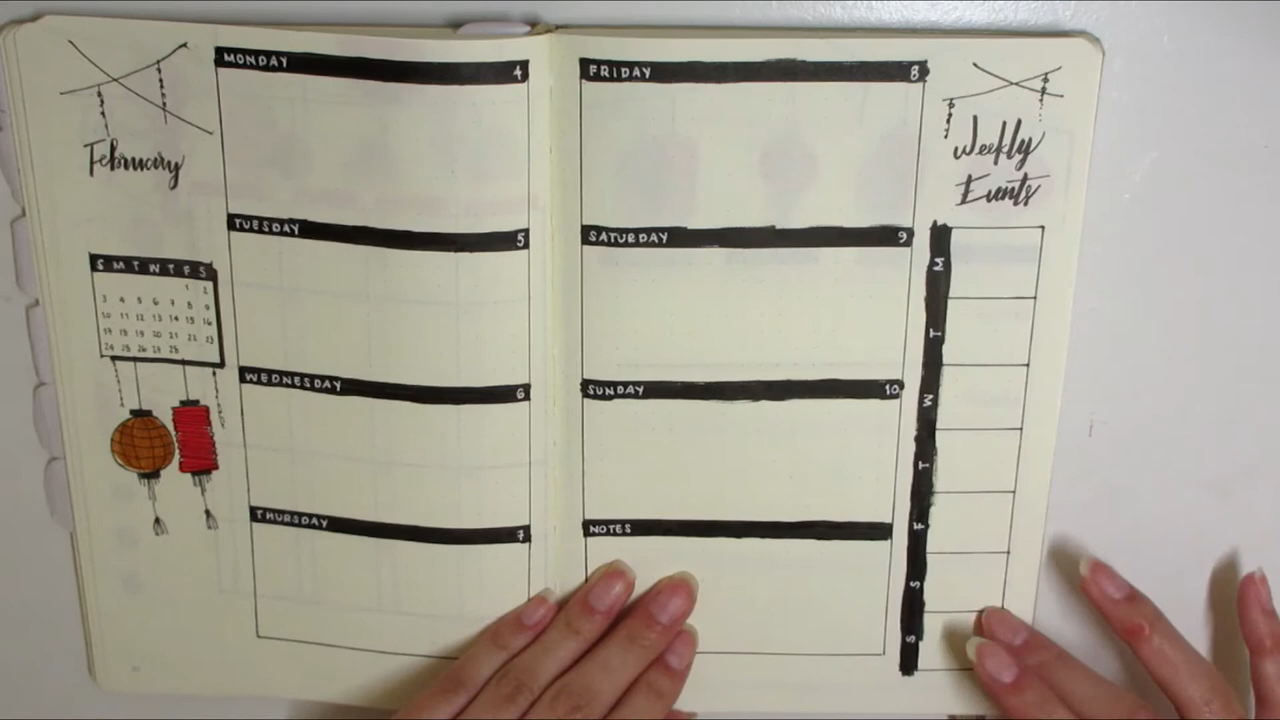 February
S M T W T F S
1 2
3 4 5 6 7 8 9
10 11 12 13 14 15 16
17 18 19 20 21 22 23
24 25 26 27 28
MONDAY 4
TUESDAY 5
WEDNESDAY 6
THURSDAY 7
FRIDAY 8
SATURDAY 9
SUNDAY 10
NOTES
Weekly
Events
M
T
W
T
F
S
S